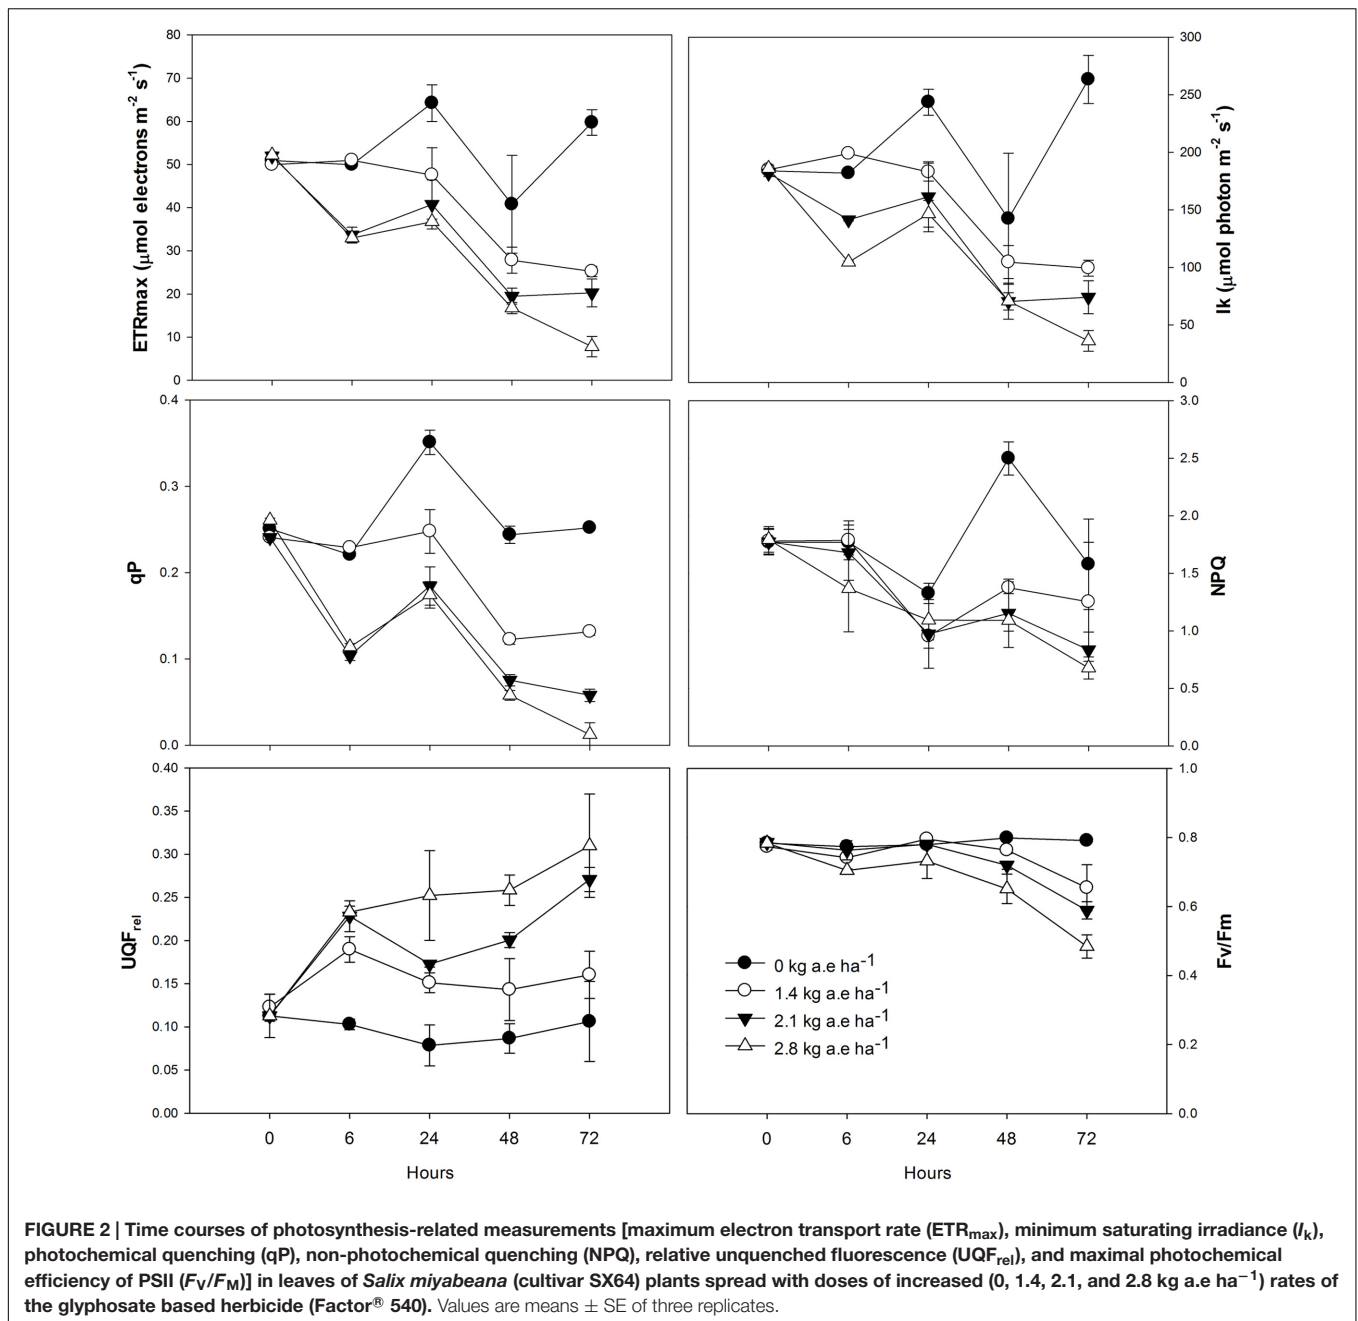 80
70
60
50
40
30
20
10
0
ETRmax (μmol electrons m-2 s-1)
300
250
200
150
100
50
0
Ik (μmol photon m-2 s-1)
0.4
0.3
0.2
0.1
0.0
qP
3.0
2.5
2.0
1.5
1.0
0.5
0.0
NPQ
0.40
0.35
0.30
0.25
0.20
0.15
0.10
0.05
0.00
UQFrel
0 6 24 48 72
Hours
1.0
0.8
0.6
0.4
0.2
0.0
Fv/Fm
0 kg a.e ha-1
1.4 kg a.e ha-1
2.1 kg a.e ha-1
2.8 kg a.e ha-1
0 6 24 48 72
Hours
FIGURE 2 | Time courses of photosynthesis-related measurements [maximum electron transport rate (ETRmax), minimum saturating irradiance (Ik),
photochemical quenching (qP), non-photochemical quenching (NPQ), relative unquenched fluorescence (UQFrel), and maximal photochemical
efficiency of PSII (FV/FM)] in leaves of Salix miyabeana (cultivar SX64) plants spread with doses of increased (0, 1.4, 2.1, and 2.8 kg a.e ha−1) rates of
the glyphosate based herbicide (Factor® 540). Values are means ± SE of three replicates.